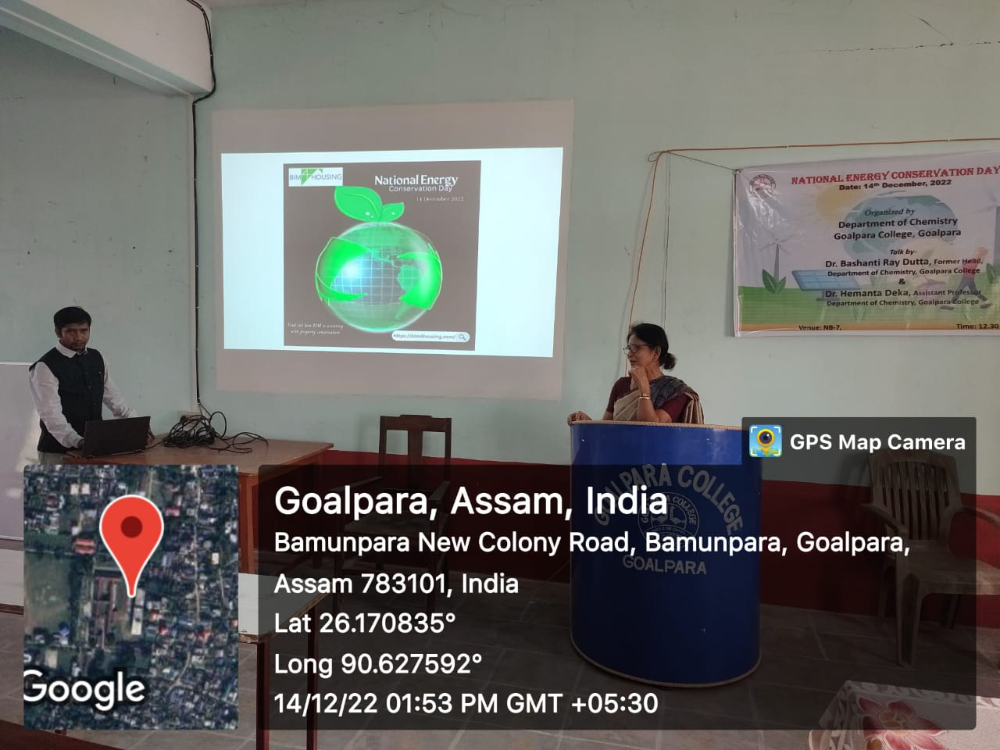 BIM4HOUSING
National Energy
Conservation Day
14 December 2022
Find out how BIM is assisting
with property conservation
https://bim4housing.com/
NATIONAL ENERGY CONSERVATION DAY
Date: 14th December, 2022
Organized by
Department of Chemistry
Goalpara College, Goalpara
Talk by-
Dr. Bashanti Ray Dutta, Former Head,
Department of Chemistry, Goalpara College
&
Dr. Hemanta Deka, Assistant Professor
Department of Chemistry, Goalpara College
Venue: NB-7,
Time: 12.30
GOALPARA COLLEGE
GOALPARA
GPS Map Camera
Goalpara, Assam, India
Bamunpara New Colony Road, Bamunpara, Goalpara,
Assam 783101, India
Lat 26.170835°
Long 90.627592°
14/12/22 01:53 PM GMT +05:30
Google